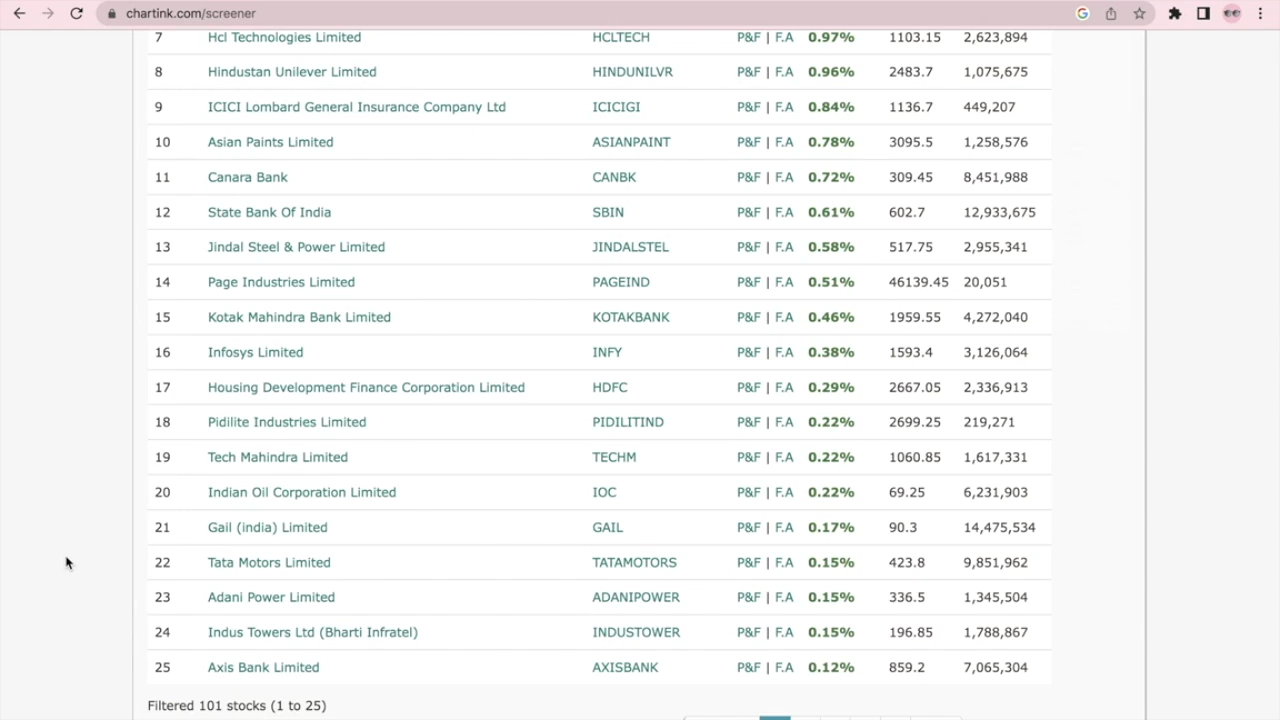 chartink.com/screener
7 Hcl Technologies Limited HCLTECH P&F | F.A 0.97% 1103.15 2,623,894
8 Hindustan Unilever Limited HINDUNILVR P&F | F.A 0.96% 2483.7 1,075,675
9 ICICI Lombard General Insurance Company Ltd ICICIGI P&F | F.A 0.84% 1136.7 449,207
10 Asian Paints Limited ASIANPAINT P&F | F.A 0.78% 3095.5 1,258,576
11 Canara Bank CANBK P&F | F.A 0.72% 309.45 8,451,988
12 State Bank Of India SBIN P&F | F.A 0.61% 602.7 12,933,675
13 Jindal Steel & Power Limited JINDALSTEL P&F | F.A 0.58% 517.75 2,955,341
14 Page Industries Limited PAGEIND P&F | F.A 0.51% 46139.45 20,051
15 Kotak Mahindra Bank Limited KOTAKBANK P&F | F.A 0.46% 1959.55 4,272,040
16 Infosys Limited INFY P&F | F.A 0.38% 1593.4 3,126,064
17 Housing Development Finance Corporation Limited HDFC P&F | F.A 0.29% 2667.05 2,336,913
18 Pidilite Industries Limited PIDILITIND P&F | F.A 0.22% 2699.25 219,271
19 Tech Mahindra Limited TECHM P&F | F.A 0.22% 1060.85 1,617,331
20 Indian Oil Corporation Limited IOC P&F | F.A 0.22% 69.25 6,231,903
21 Gail (india) Limited GAIL P&F | F.A 0.17% 90.3 14,475,534
22 Tata Motors Limited TATAMOTORS P&F | F.A 0.15% 423.8 9,851,962
23 Adani Power Limited ADANIPOWER P&F | F.A 0.15% 336.5 1,345,504
24 Indus Towers Ltd (Bharti Infratel) INDUSTOWER P&F | F.A 0.15% 196.85 1,788,867
25 Axis Bank Limited AXISBANK P&F | F.A 0.12% 859.2 7,065,304
Filtered 101 stocks (1 to 25)